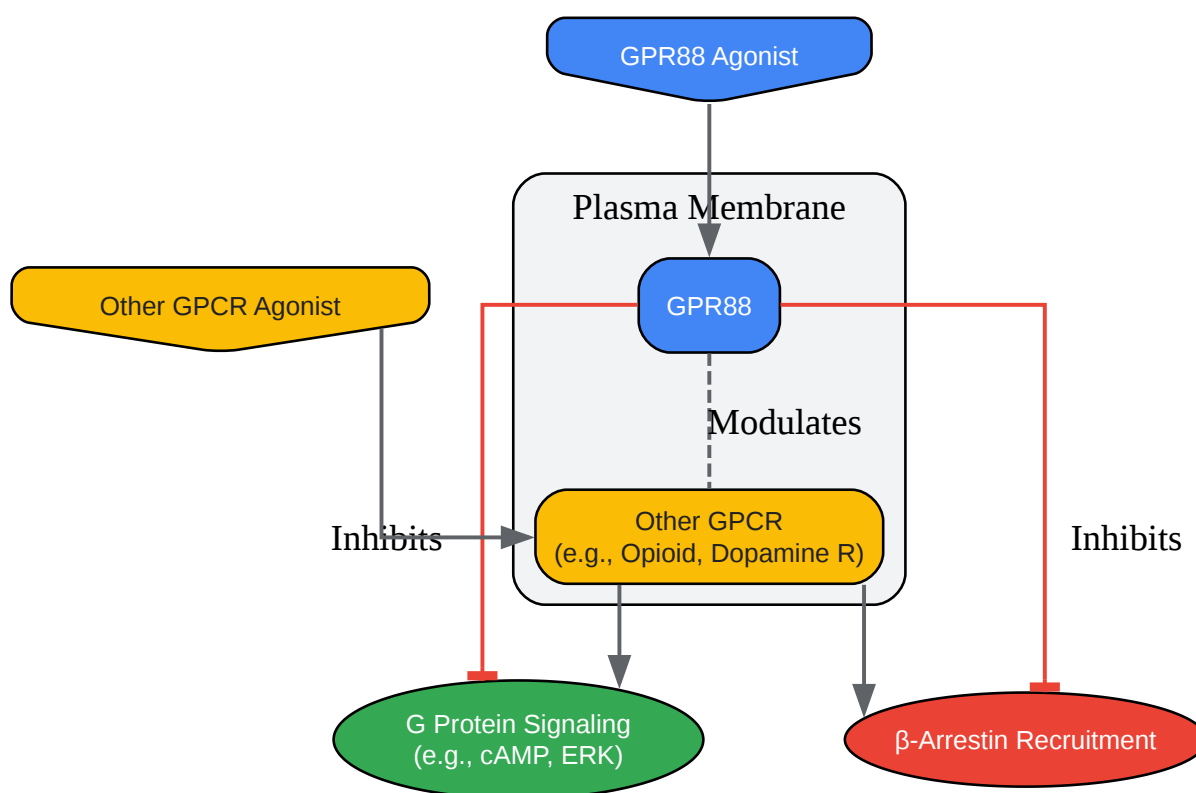 GPR88 Agonist
Plasma Membrane
Other GPCR Agonist
GPR88
Modulates
Other GPCR
(e.g., Opioid, Dopamine R)
Inhibits
Inhibits
G Protein Signaling
(e.g., cAMP, ERK)
β-Arrestin Recruitment